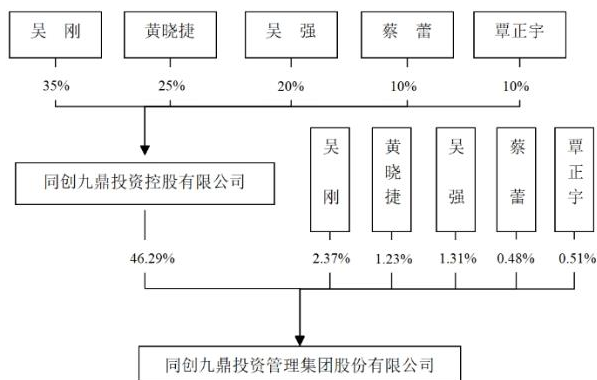 吴 刚 黄晓捷 吴 强 蔡 蕾 覃正宇
35% 25% 20% 10% 10%
同创九鼎投资控股有限公司
吴刚 黄晓捷 吴强 蔡蕾 覃正宇
46.29% 2.37% 1.23% 1.31% 0.48% 0.51%
同创九鼎投资管理集团股份有限公司